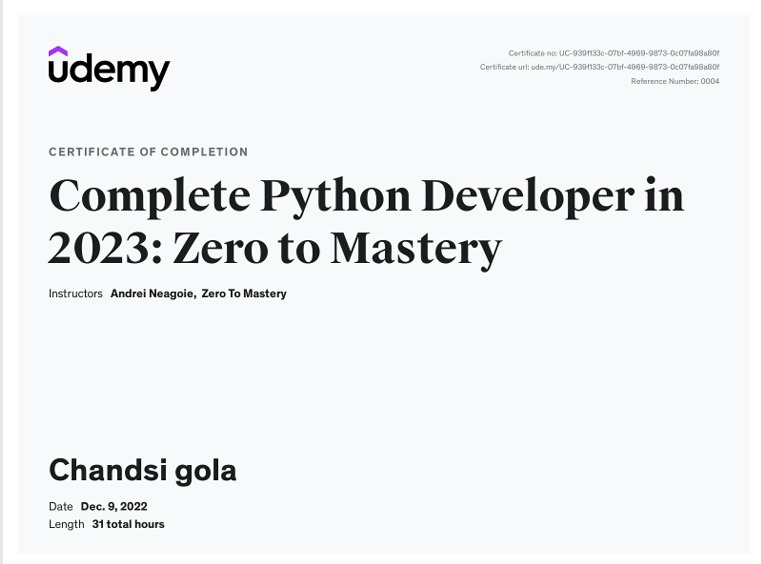 udemy
Certificate no: UC-939f133c-07bf-4969-9873-0c07fa98a80f
Certificate url: ude.my/UC-939f133c-07bf-4969-9873-0c07fa98a80f
Reference Number: 0004
CERTIFICATE OF COMPLETION
Complete Python Developer in
2023: Zero to Mastery
Instructors Andrei Neagoie, Zero To Mastery
Chandsi gola
Date Dec. 9, 2022
Length 31 total hours